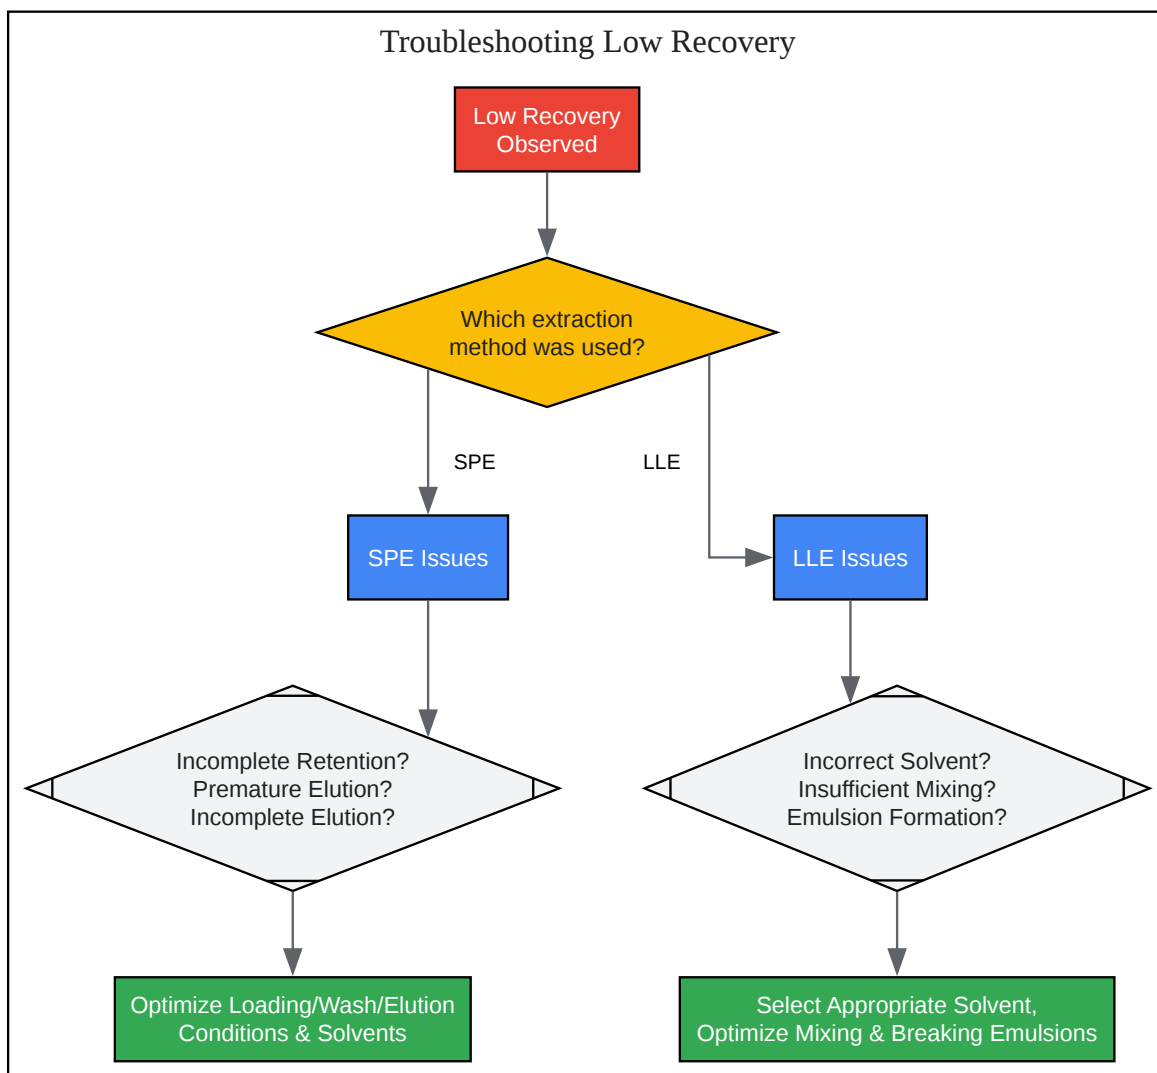 Troubleshooting Low Recovery
Low Recovery
Observed
Which extraction
method was used?
SPE
LLE
SPE Issues
LLE Issues
Incomplete Retention?
Premature Elution?
Incomplete Elution?
Incorrect Solvent?
Insufficient Mixing?
Emulsion Formation?
Optimize Loading/Wash/Elution
Conditions & Solvents
Select Appropriate Solvent,
Optimize Mixing & Breaking Emulsions